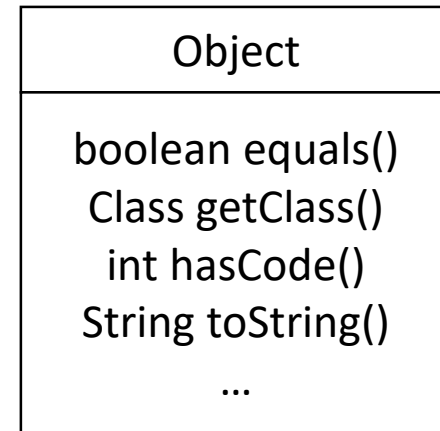 Object
boolean equals()
Class getClass()
int hasCode()
String toString()
...